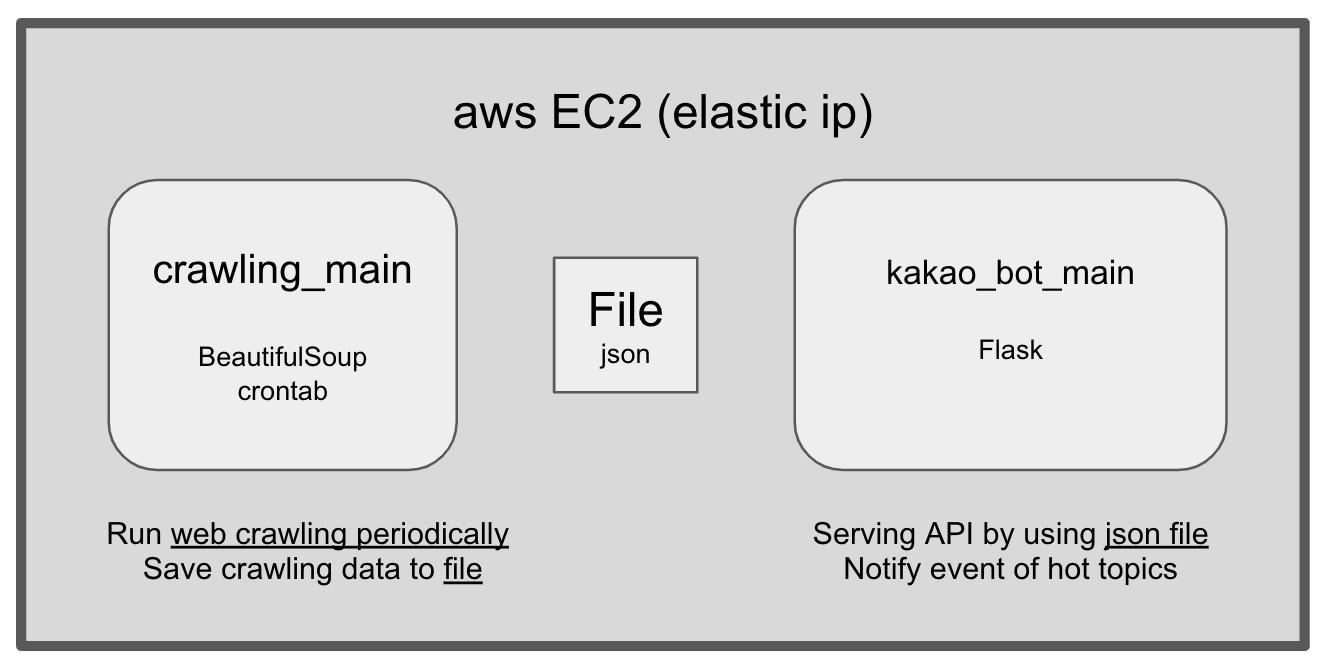 aws EC2 (elastic ip)
crawling_main
BeautifulSoup
crontab
File
json
kakao_bot_main
Flask
Run web crawling periodically
Save crawling data to file
Serving API by using json file
Notify event of hot topics